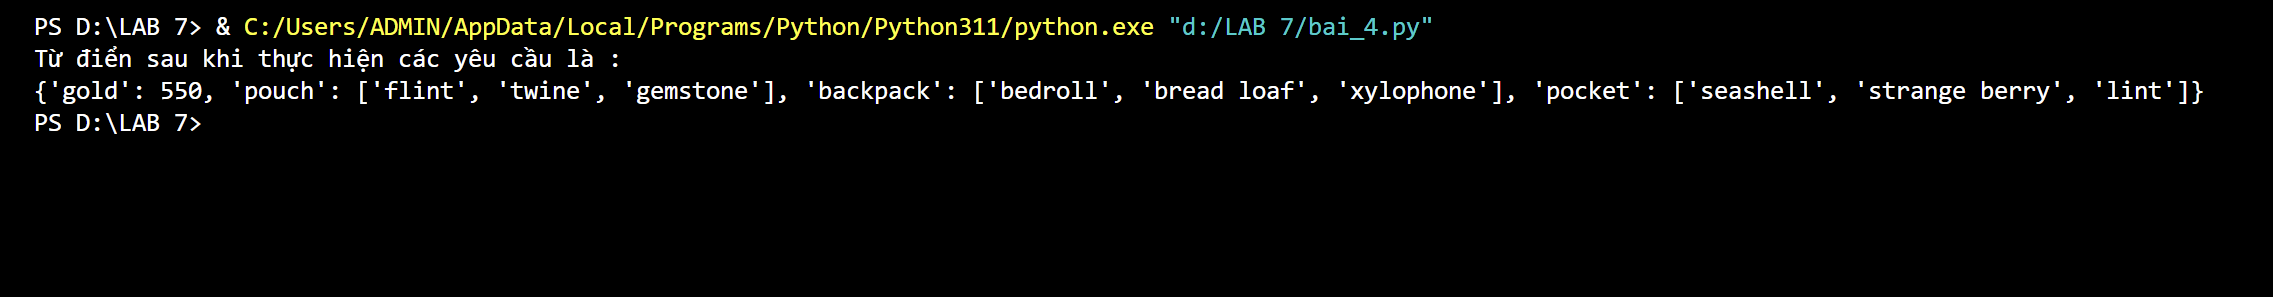 PS D:\LAB 7> & C:/Users/ADMIN/AppData/Local/Programs/Python/Python311/python.exe "d:/LAB 7/bai_4.py"
Từ điển sau khi thực hiện các yêu cầu là :
{'gold': 550, 'pouch': ['flint', 'twine', 'gemstone'], 'backpack': ['bedroll', 'bread loaf', 'xylophone'], 'pocket': ['seashell', 'strange berry', 'lint']}
PS D:\LAB 7>